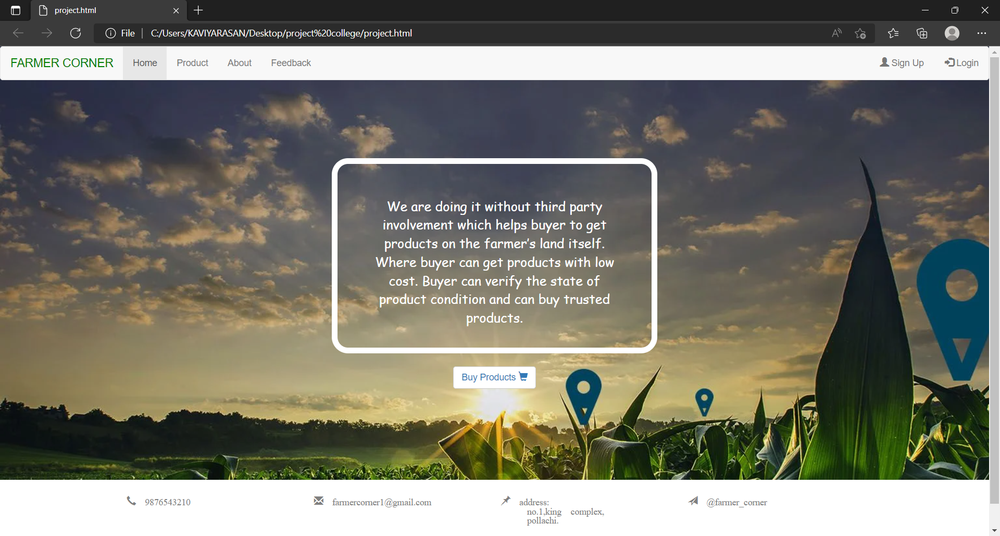 project.html
File
C:/Users/KAVIYARASAN/Desktop/project%20college/project.html
FARMER CORNER
Home
Product
About
Feedback
Sign Up
Login
We are doing it without third party
involvement which helps buyer to get
products on the farmer's land itself.
Where buyer can get products with low
cost. Buyer can verify the state of
product condition and can buy trusted
products.
Buy Products
9876543210
farmercorner1@gmail.com
address:
no.1,king complex,
pollachi.
@farmer_corner